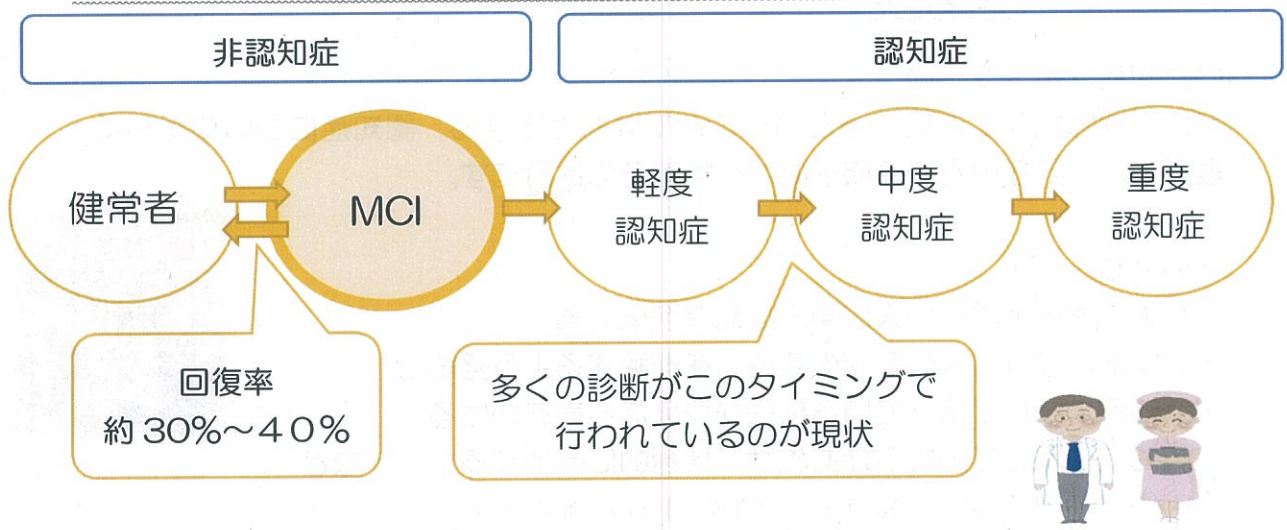 非認知症
認知症
健常者
MCI
軽度
認知症
中度
認知症
重度
認知症
回復率
約30%～４０%
多くの診断がこのタイミングで
行われているのが現状